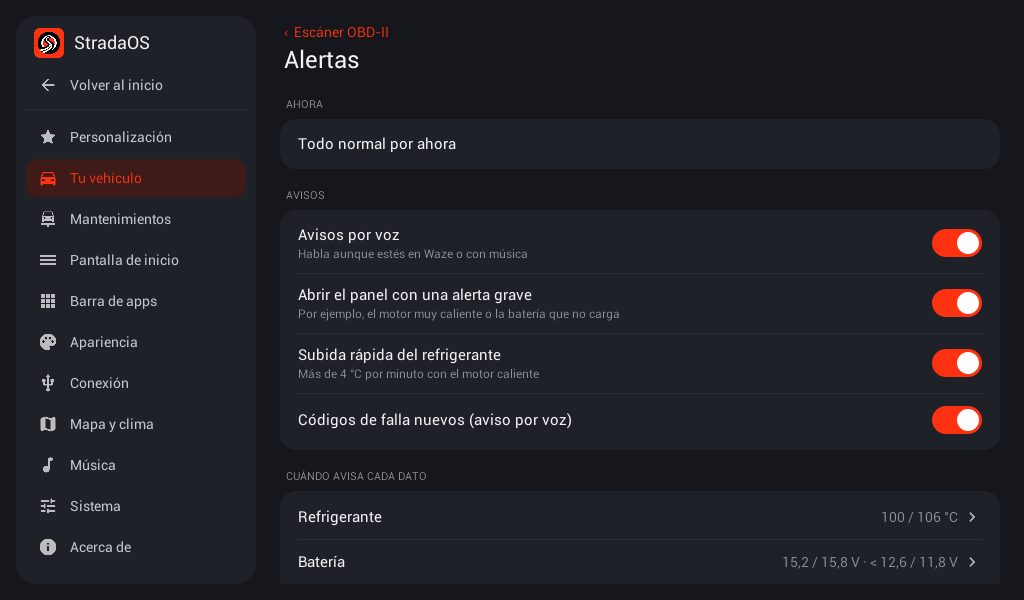 StradaOS
Volver al inicio
Personalización
Tu vehículo
Mantenimientos
Pantalla de inicio
Barra de apps
Apariencia
Conexión
Mapa y clima
Música
Sistema
Acerca de
‹ Escáner OBD-II
Alertas
AHORA
Todo normal por ahora
AVISOS
Avisos por voz
Habla aunque estés en Waze o con música
Abrir el panel con una alerta grave
Por ejemplo, el motor muy caliente o la batería que no carga
Subida rápida del refrigerante
Más de 4 °C por minuto con el motor caliente
Códigos de falla nuevos (aviso por voz)
CUÁNDO AVISA CADA DATO
Refrigerante 100 / 106 °C
Batería 15,2 / 15,8 V · < 12,6 / 11,8 V